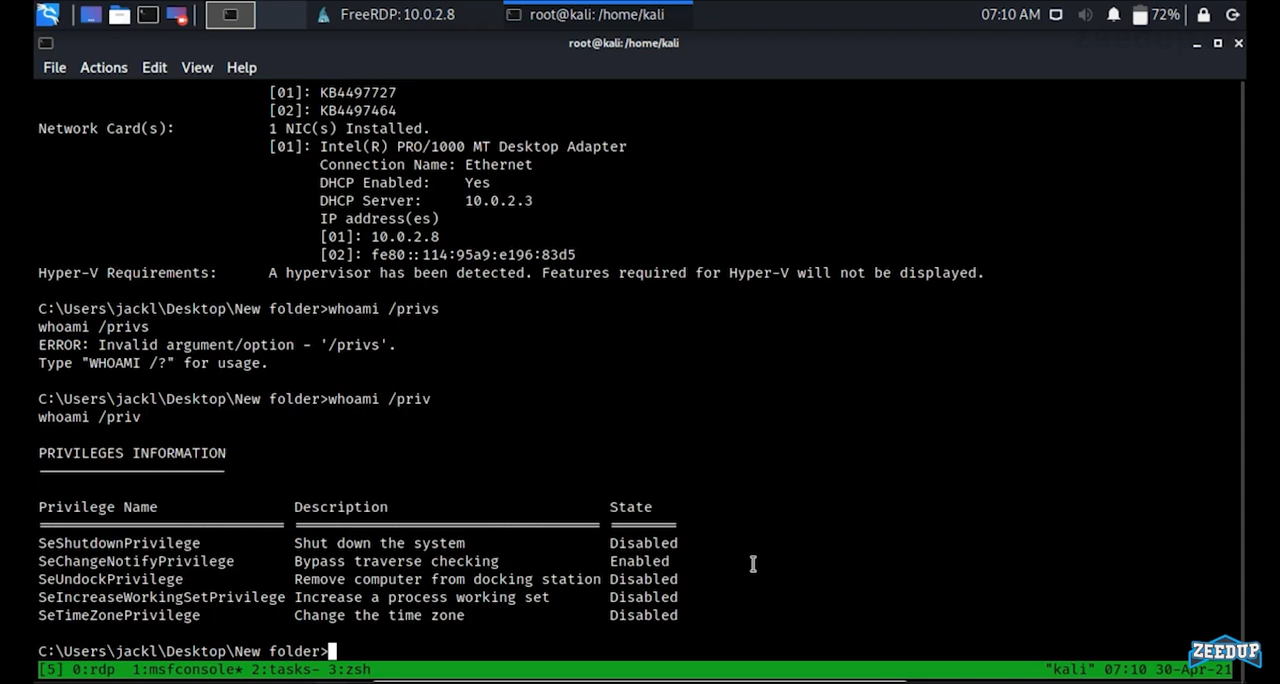 FreeRDP: 10.0.2.8
root@kali: /home/kali
07:10 AM
72%
root@kali: /home/kali
File Actions Edit View Help
[01]: KB4497727
[02]: KB4497464
Network Card(s): 1 NIC(s) Installed.
[01]: Intel(R) PRO/1000 MT Desktop Adapter
Connection Name: Ethernet
DHCP Enabled: Yes
DHCP Server: 10.0.2.3
IP address(es)
[01]: 10.0.2.8
[02]: fe80::114:95a9:e196:83d5
Hyper-V Requirements: A hypervisor has been detected. Features required for Hyper-V will not be displayed.
C:\Users\jackl\Desktop\New folder>whoami /privs
whoami /privs
ERROR: Invalid argument/option - '/privs'.
Type "WHOAMI /?" for usage.
C:\Users\jackl\Desktop\New folder>whoami /priv
whoami /priv
PRIVILEGES INFORMATION
Privilege Name Description State
SeShutdownPrivilege Shut down the system Disabled
SeChangeNotifyPrivilege Bypass traverse checking Enabled
SeUndockPrivilege Remove computer from docking station Disabled
SeIncreaseWorkingSetPrivilege Increase a process working set Disabled
SeTimeZonePrivilege Change the time zone Disabled
C:\Users\jackl\Desktop\New folder>
[5] 0:rdp 1:msfconsole* 2:tasks- 3:zsh "kali" 07:10 30-Apr-21
ZEEDUP